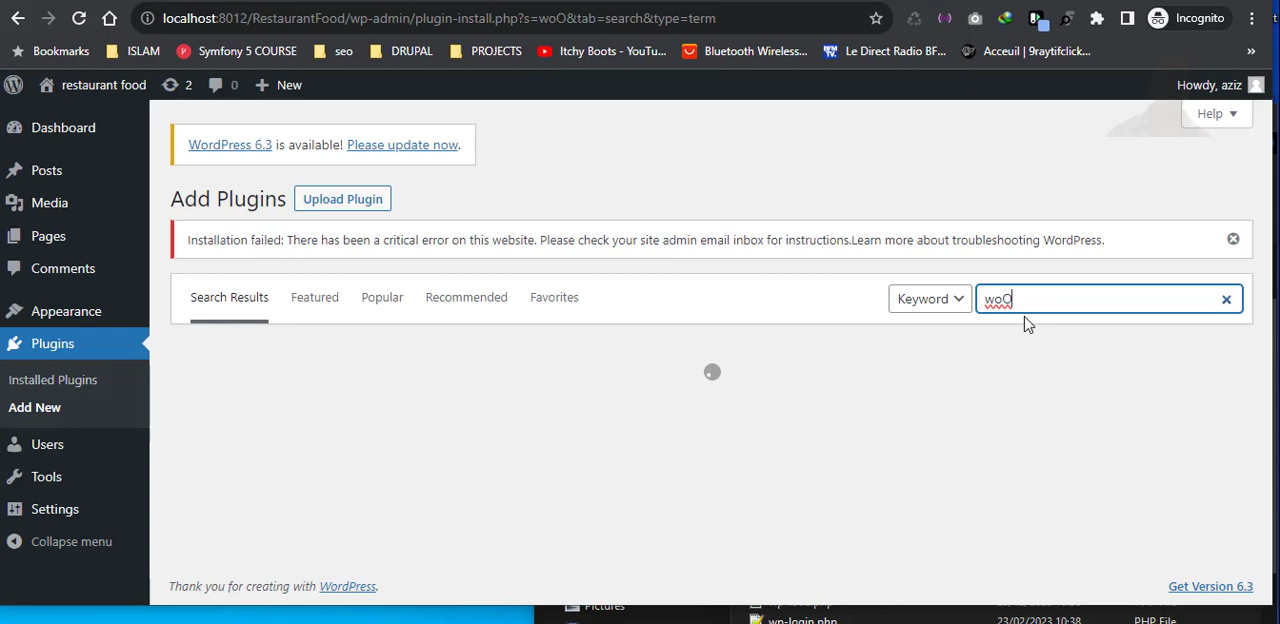 localhost:8012/RestaurantFood/wp-admin/plugin-install.php?s=woO&tab=search&type=term
Incognito
Bookmarks ISLAM Symfony 5 COURSE seo DRUPAL PROJECTS Itchy Boots - YouTu... Bluetooth Wireless... Le Direct Radio BF... Acceuil | 9raytifclick... »
restaurant food 2 0 New Howdy, aziz
Help
Dashboard
WordPress 6.3 is available! Please update now.
Posts
Add Plugins Upload Plugin
Media
Pages
Installation failed: There has been a critical error on this website. Please check your site admin email inbox for instructions.Learn more about troubleshooting WordPress.
Comments
Search Results Featured Popular Recommended Favorites Keyword woO
Appearance
Plugins
Installed Plugins
Add New
Users
Tools
Settings
Collapse menu
Thank you for creating with WordPress. Get Version 6.3
Pictures
wp-login.php 23/02/2023 10:38 PHP File